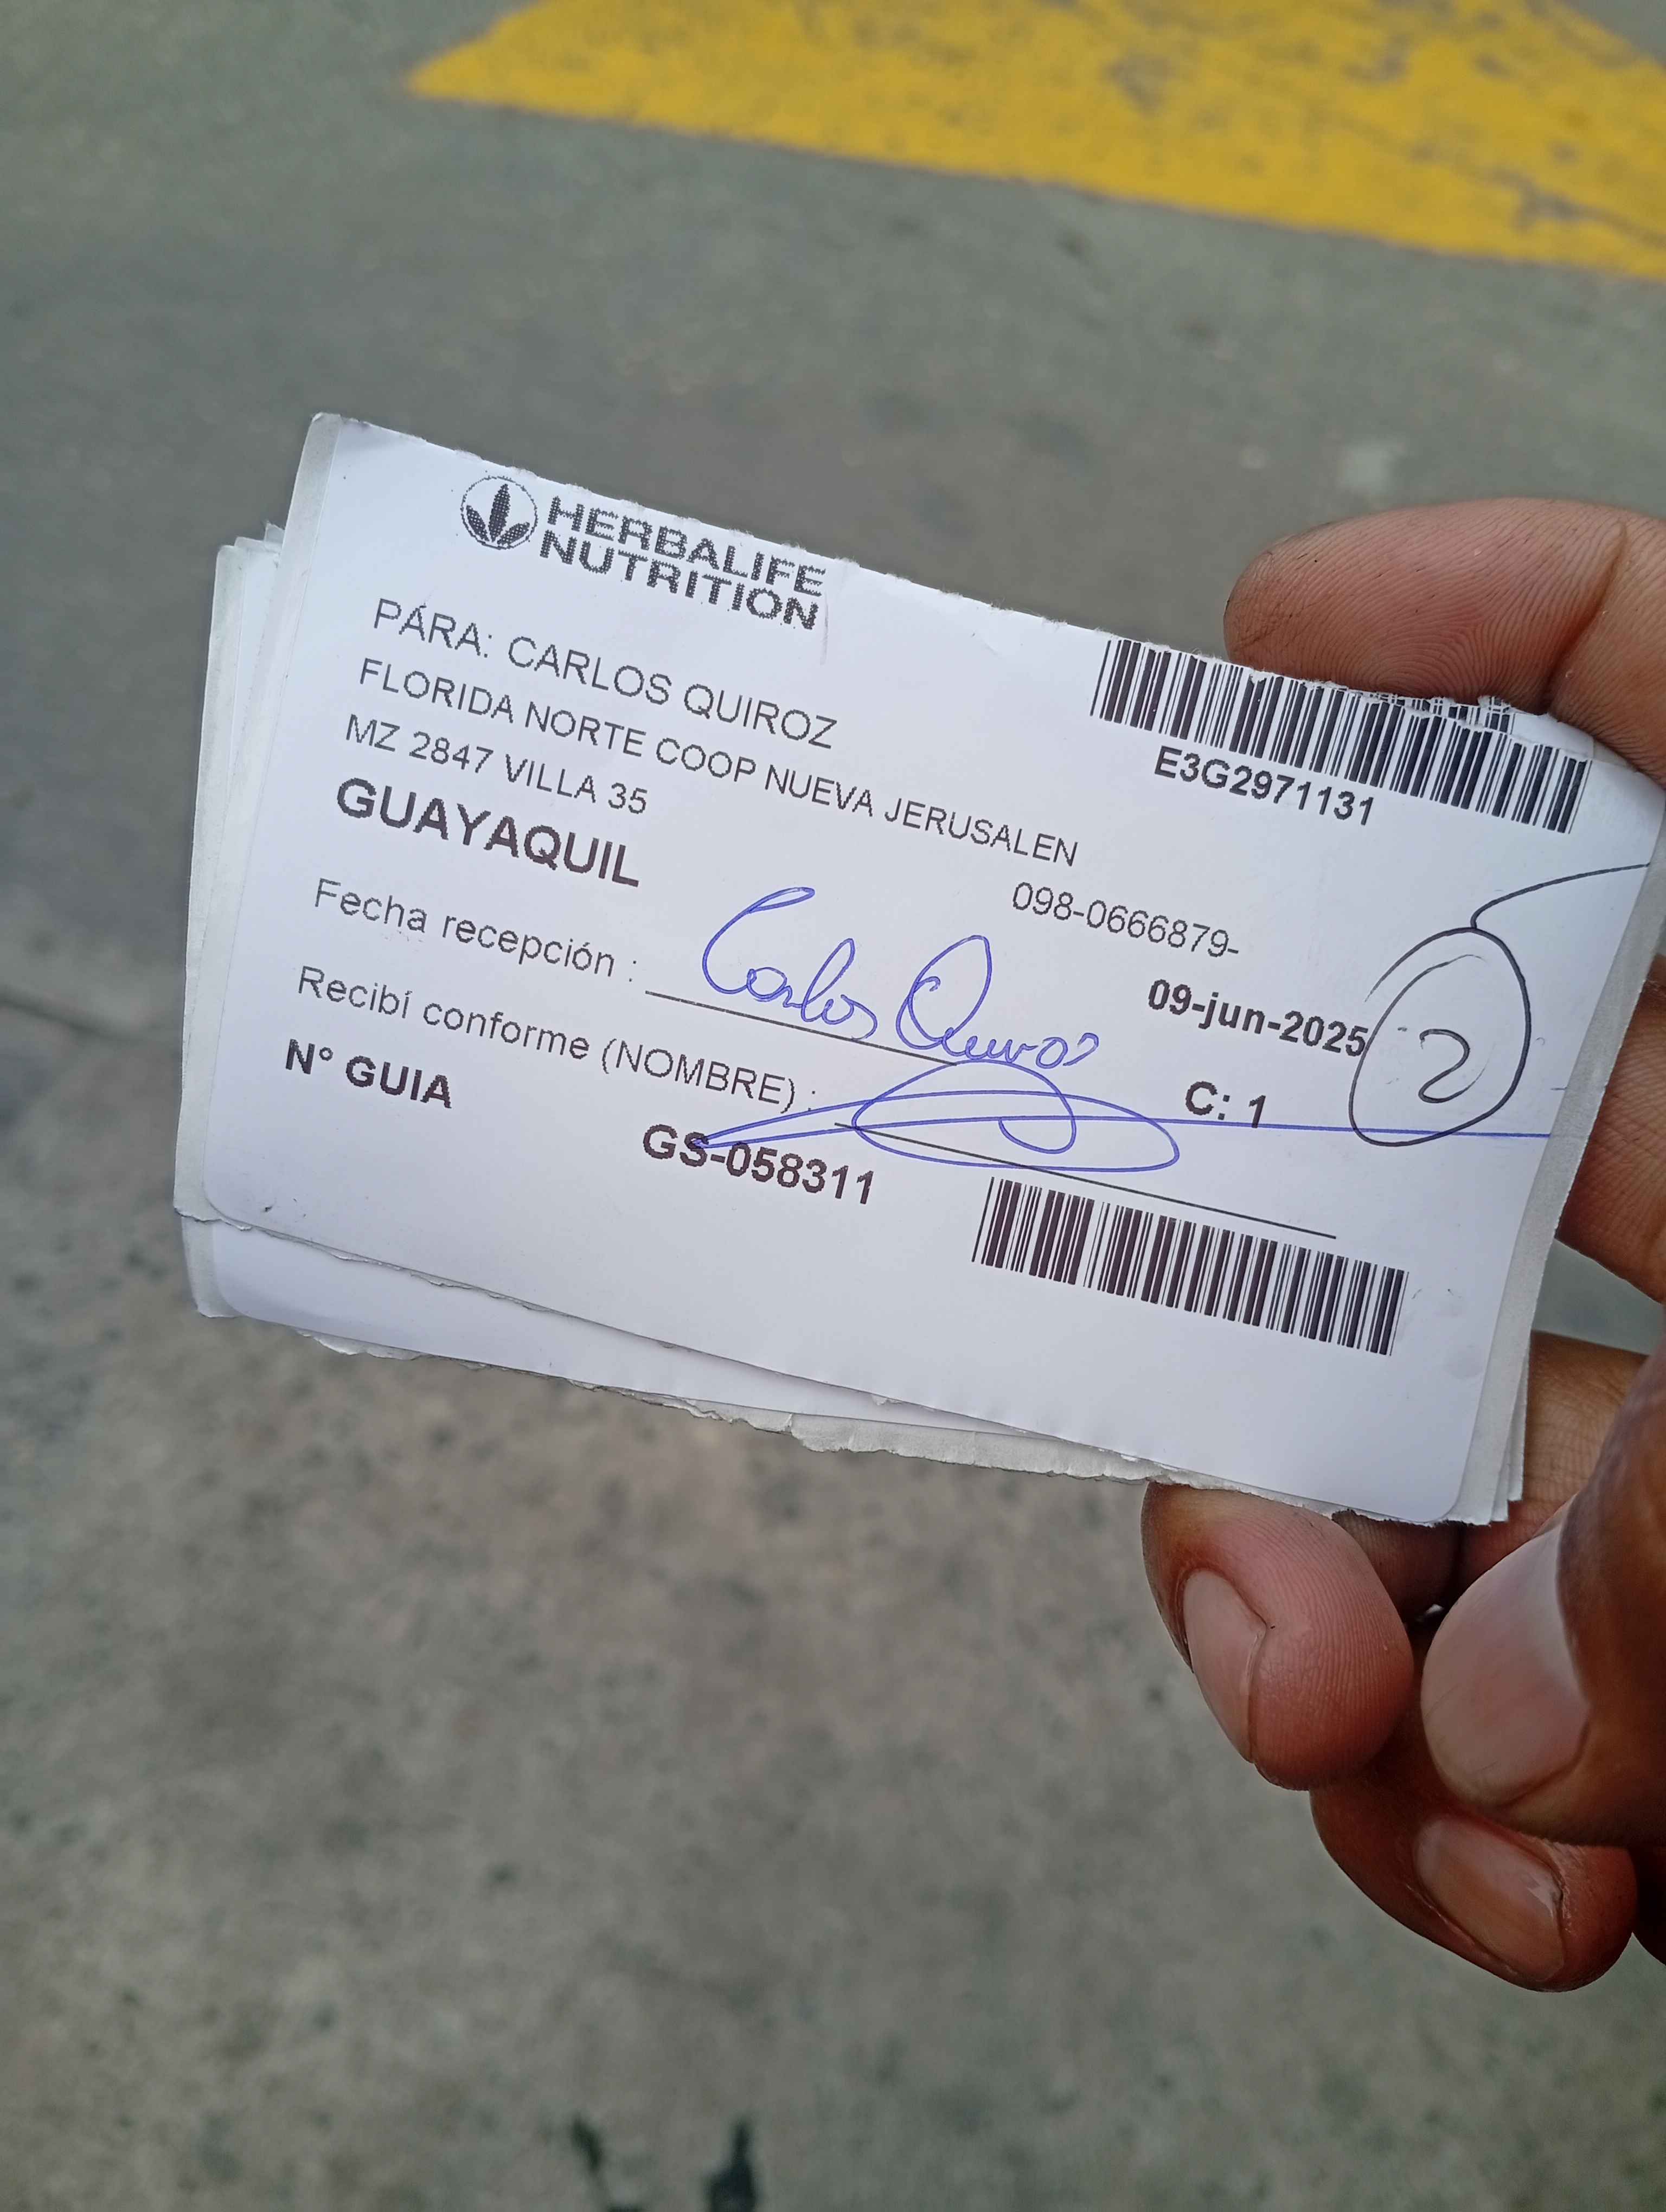 HERBALIFE
NUTRITION
PÁRA: CARLOS QUIROZ
FLORIDA NORTE COOP NUEVA JERUSALEN
MZ 2847 VILLA 35
GUAYAQUIL
E3G2971131
098-0666879-
Fecha recepción : Carlos Quiroz
09-jun-2025
2
Recibí conforme (NOMBRE) :
C: 1
N° GUIA
GS-058311